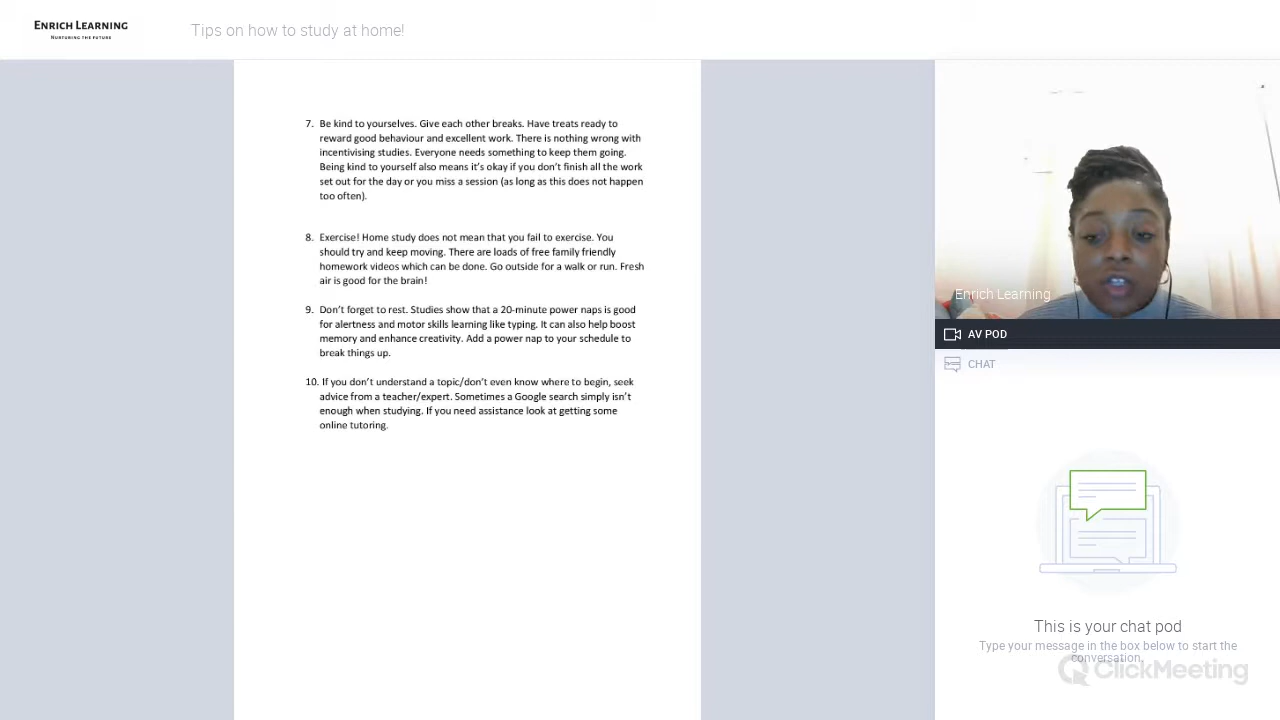 ENRICH LEARNING
NURTURING THE FUTURE
Tips on how to study at home!
7. Be kind to yourselves. Give each other breaks. Have treats ready to
reward good behaviour and excellent work. There is nothing wrong with
incentivising studies. Everyone needs something to keep them going.
Being kind to yourself also means it's okay if you don't finish all the work
set out for the day or you miss a session (as long as this does not happen
too often).
8. Exercise! Home study does not mean that you fail to exercise. You
should try and keep moving. There are loads of free family friendly
homework videos which can be done. Go outside for a walk or run. Fresh
air is good for the brain!
9. Don't forget to rest. Studies show that a 20-minute power naps is good
for alertness and motor skills learning like typing. It can also help boost
memory and enhance creativity. Add a power nap to your schedule to
break things up.
10. If you don't understand a topic/don't even know where to begin, seek
advice from a teacher/expert. Sometimes a Google search simply isn't
enough when studying. If you need assistance look at getting some
online tutoring.
Enrich Learning
AV POD
CHAT
This is your chat pod
Type your message in the box below to start the
conversation.
ClickMeeting